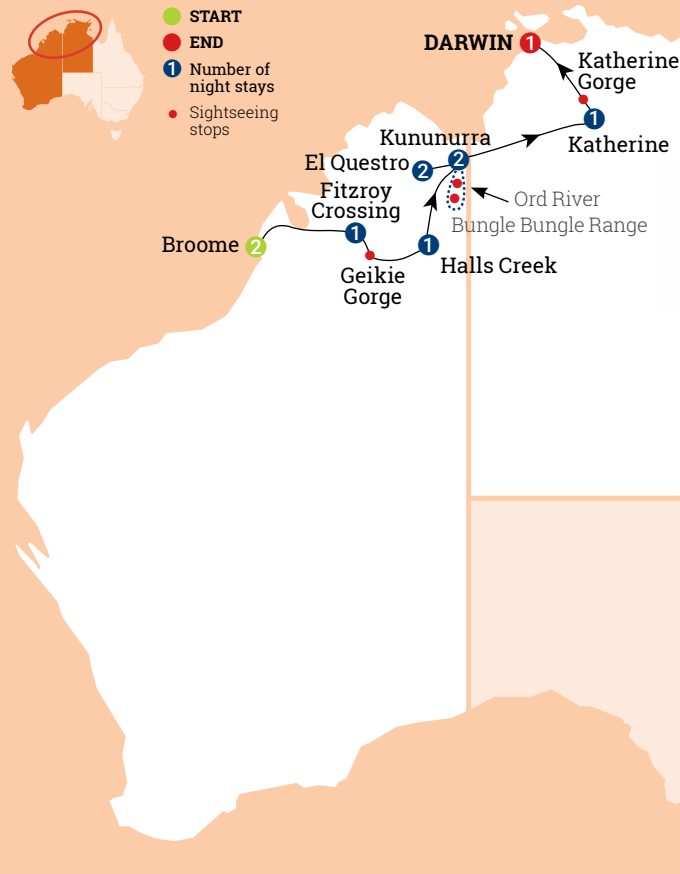 START
END
1 Number of
night stays
Sightseeing
stops
DARWIN 1
Katherine
Gorge
1
Katherine
Kununurra
2
El Questro 2
Fitzroy
Crossing
1
Ord River
Bungle Bungle Range
Broome 2
1
Halls Creek
Geikie
Gorge